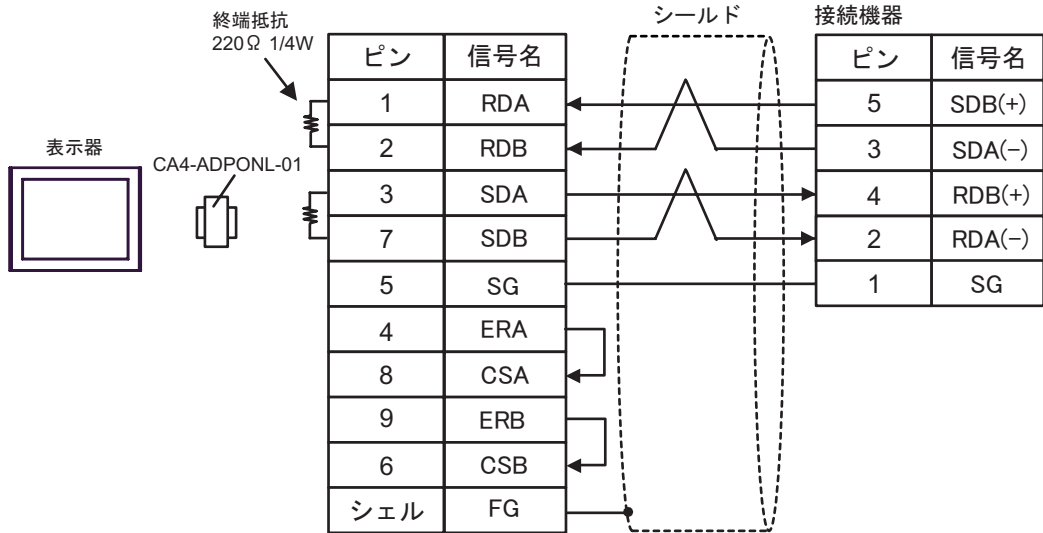 終端抵抗
220Ω 1/4W
シールド
接続機器
表示器
CA4-ADPONL-01
ピン 信号名
1 RDA
2 RDB
3 SDA
7 SDB
5 SG
4 ERA
8 CSA
9 ERB
6 CSB
シェル FG
ピン 信号名
5 SDB(+)
3 SDA(-)
4 RDB(+)
2 RDA(-)
1 SG